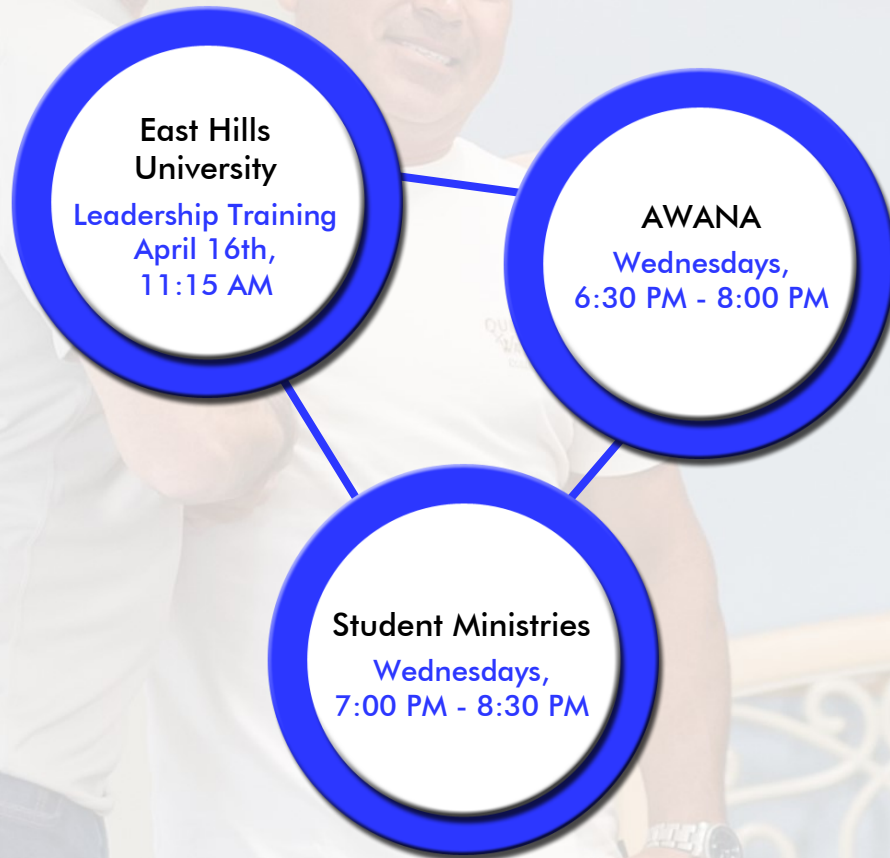 East Hills
University
Leadership Training
April 16th,
11:15 AM
AWANA
Wednesdays,
6:30 PM - 8:00 PM
Student Ministries
Wednesdays,
7:00 PM - 8:30 PM